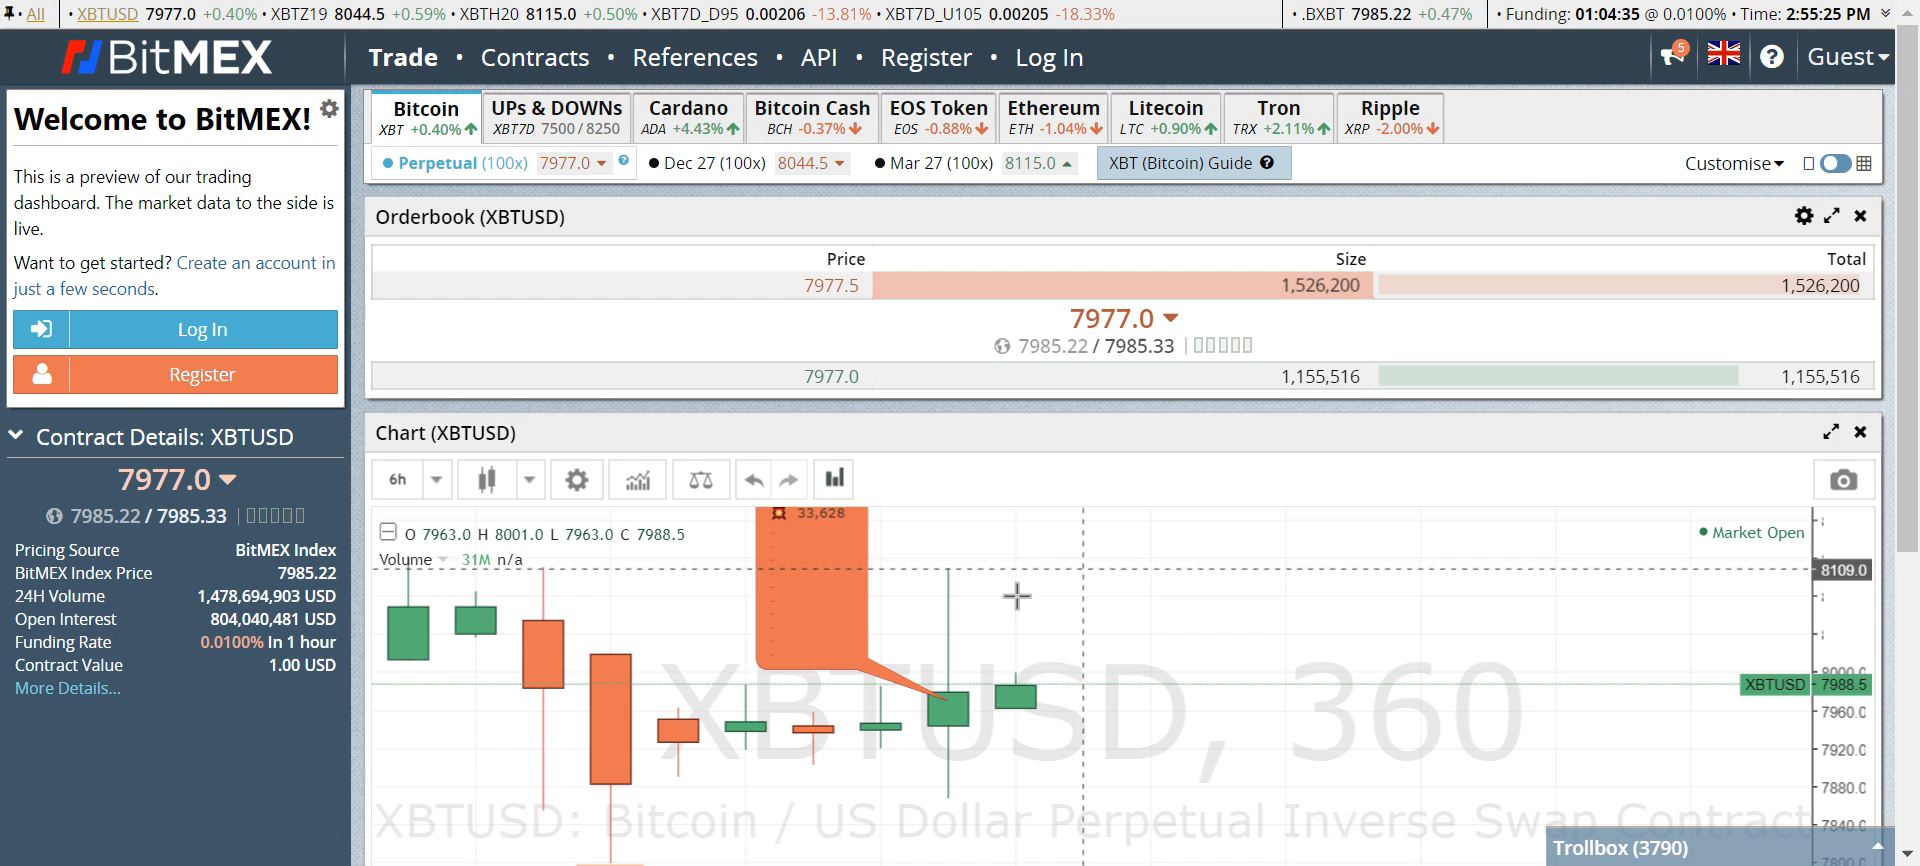 All • XBTUSD 7977.0 +0.40% • XBTZ19 8044.5 +0.59% • XBTH20 8115.0 +0.50% • XBT7D_D95 0.00206 -13.81% • XBT7D_U105 0.00205 -18.33% • .BXBT 7985.22 +0.47% • Funding: 01:04:35 @ 0.0100% • Time: 2:55:25 PM
BitMEX
Trade • Contracts • References • API • Register • Log In
5
Guest
Welcome to BitMEX!
This is a preview of our trading
dashboard. The market data to the side is
live.
Want to get started? Create an account in
just a few seconds.
Log In
Register
Contract Details: XBTUSD
7977.0
7985.22 / 7985.33
Pricing Source BitMEX Index
BitMEX Index Price 7985.22
24H Volume 1,478,694,903 USD
Open Interest 804,040,481 USD
Funding Rate 0.0100% In 1 hour
Contract Value 1.00 USD
More Details...
Bitcoin UPs & DOWNs Cardano Bitcoin Cash EOS Token Ethereum Litecoin Tron Ripple
XBT +0.40% XBT7D 7500 / 8250 ADA +4.43% BCH -0.37% EOS -0.88% ETH -1.04% LTC +0.90% TRX +2.11% XRP -2.00%
Perpetual (100x) 7977.0 ? Dec 27 (100x) 8044.5 Mar 27 (100x) 8115.0 XBT (Bitcoin) Guide ? Customise
Orderbook (XBTUSD)
Price Size Total
7977.5 1,526,200 1,526,200
7977.0
7985.22 / 7985.33
7977.0 1,155,516 1,155,516
Chart (XBTUSD)
6h
33,628
O 7963.0 H 8001.0 L 7963.0 C 7988.5
Market Open
Volume 31M n/a
8109.0
8000.0
XBTUSD 7988.5
7960.0
7920.0
7880.0
7840.0
7800.0
XBTUSD, 360
XBTUSD: Bitcoin / US Dollar Perpetual Inverse Swap Contract
Trollbox (3790)